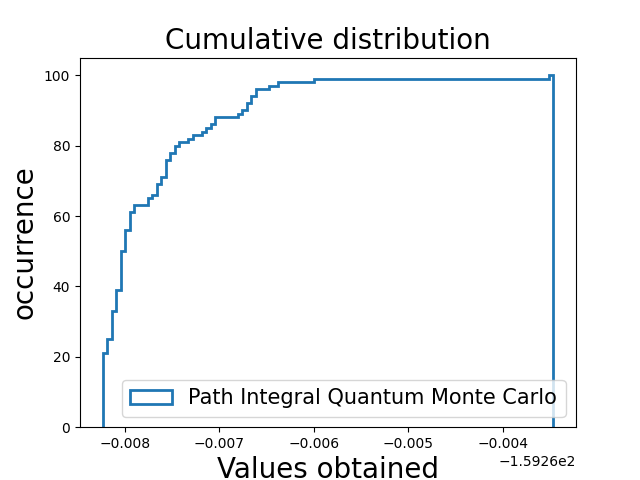 Cumulative distribution
100
80
60
40
20
0
occurrence
Path Integral Quantum Monte Carlo
−0.008 −0.007 −0.006 −0.005 −0.004
−1.5926e2
Values obtained